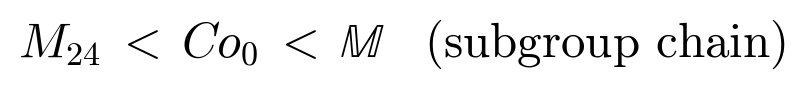 M₂₄ < Co₀ < 𝕄 (subgroup chain)